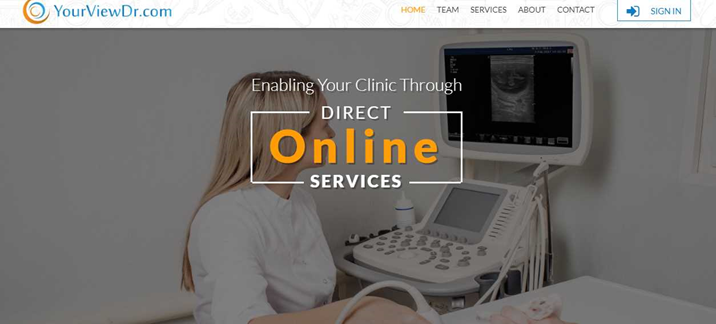 YourViewDr.com
HOME TEAM SERVICES ABOUT CONTACT SIGN IN
Enabling Your Clinic Through
DIRECT
Online
SERVICES